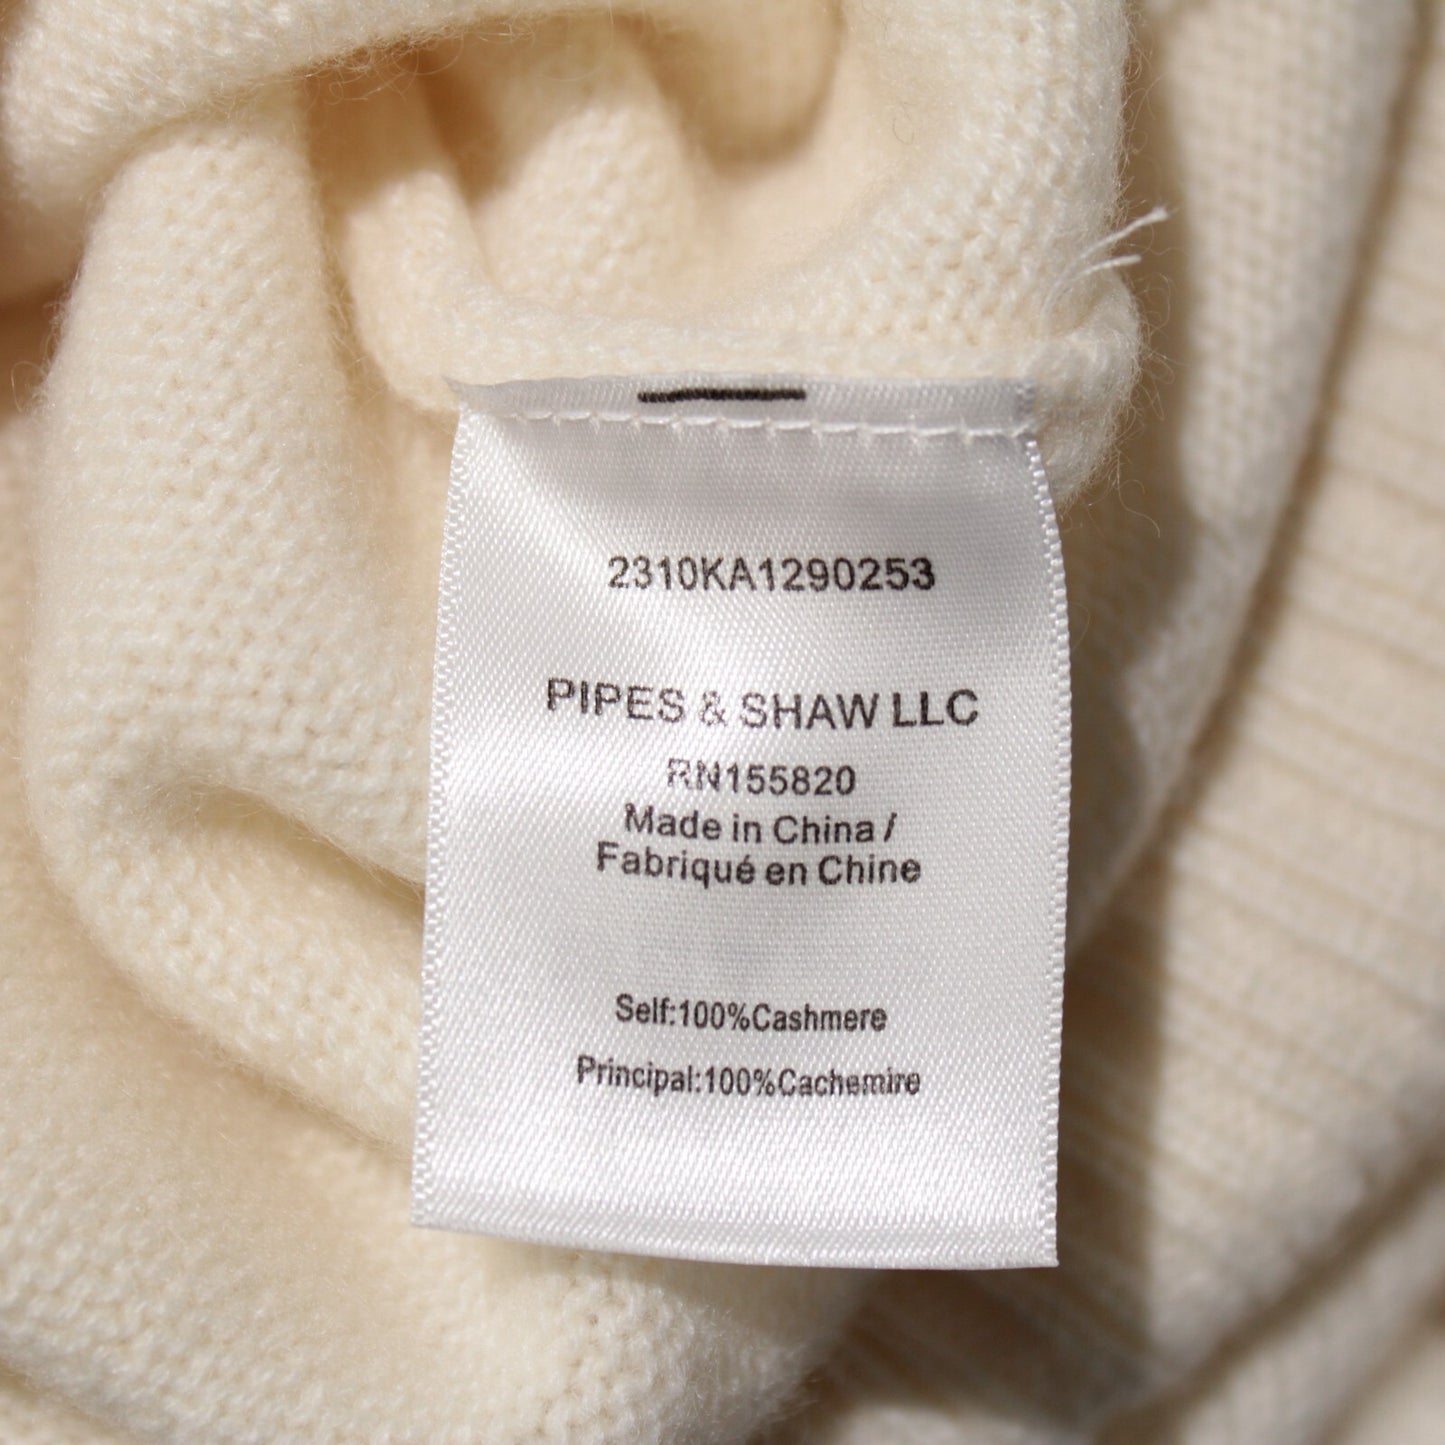 2310KA1290253
PIPES & SHAW LLC
RN155820
Made in China /
Fabriqué en Chine
Self:100%Cashmere
Principal:100%Cachemire